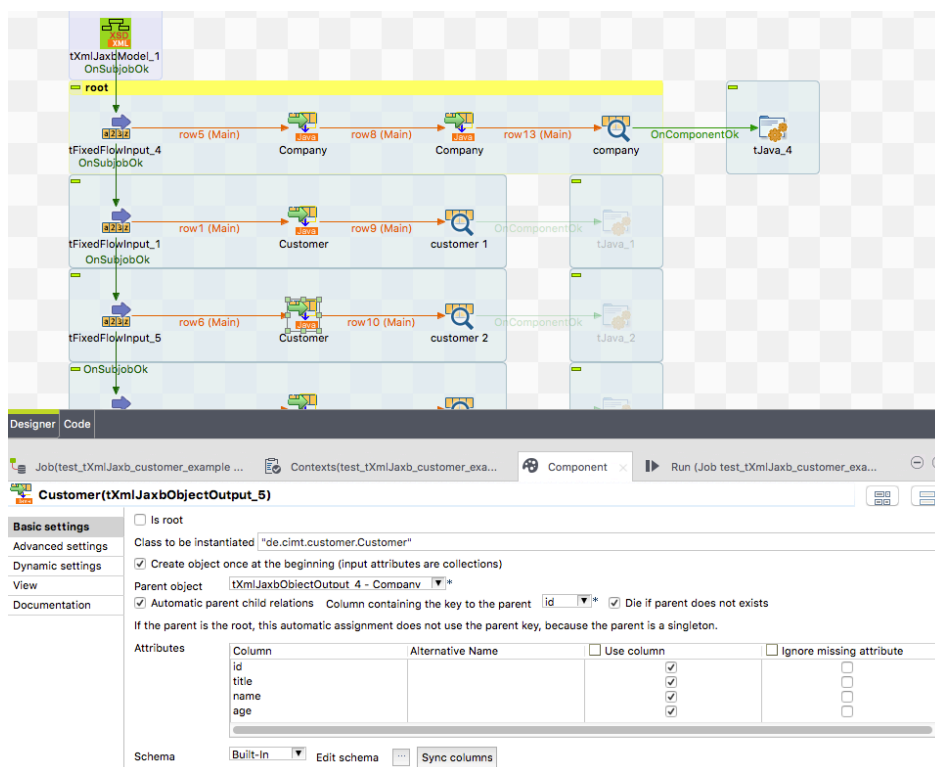 XSD
XML
tXmlJaxbModel_1
OnSubjobOk
root
tFixedFlowInput_4
row5 (Main)
Java
Company
row8 (Main)
Java
Company
row13 (Main)
company
OnComponentOk
tJava_4
OnSubjobOk
tFixedFlowInput_1
row1 (Main)
Java
Customer
row9 (Main)
customer 1
OnComponentOk
tJava_1
OnSubjobOk
tFixedFlowInput_5
row6 (Main)
Java
Customer
row10 (Main)
customer 2
OnComponentOk
tJava_2
OnSubjobOk
Designer Code
Job(test_tXmlJaxb_customer_example ... Contexts(test_tXmlJaxb_customer_exa... Component Run (Job test_tXmlJaxb_customer_exa...
Customer(tXmlJaxbObjectOutput_5)
Basic settings
Advanced settings
Dynamic settings
View
Documentation
Is root
Class to be instantiated "de.cimt.customer.Customer"
Create object once at the beginning (input attributes are collections)
Parent object tXmlJaxbObjectOutput_4 - Company *
Automatic parent child relations Column containing the key to the parent id * Die if parent does not exists
If the parent is the root, this automatic assignment does not use the parent key, because the parent is a singleton.
Attributes
Column Alternative Name Use column Ignore missing attribute
id
title
name
age
Schema Built-In Edit schema ... Sync columns